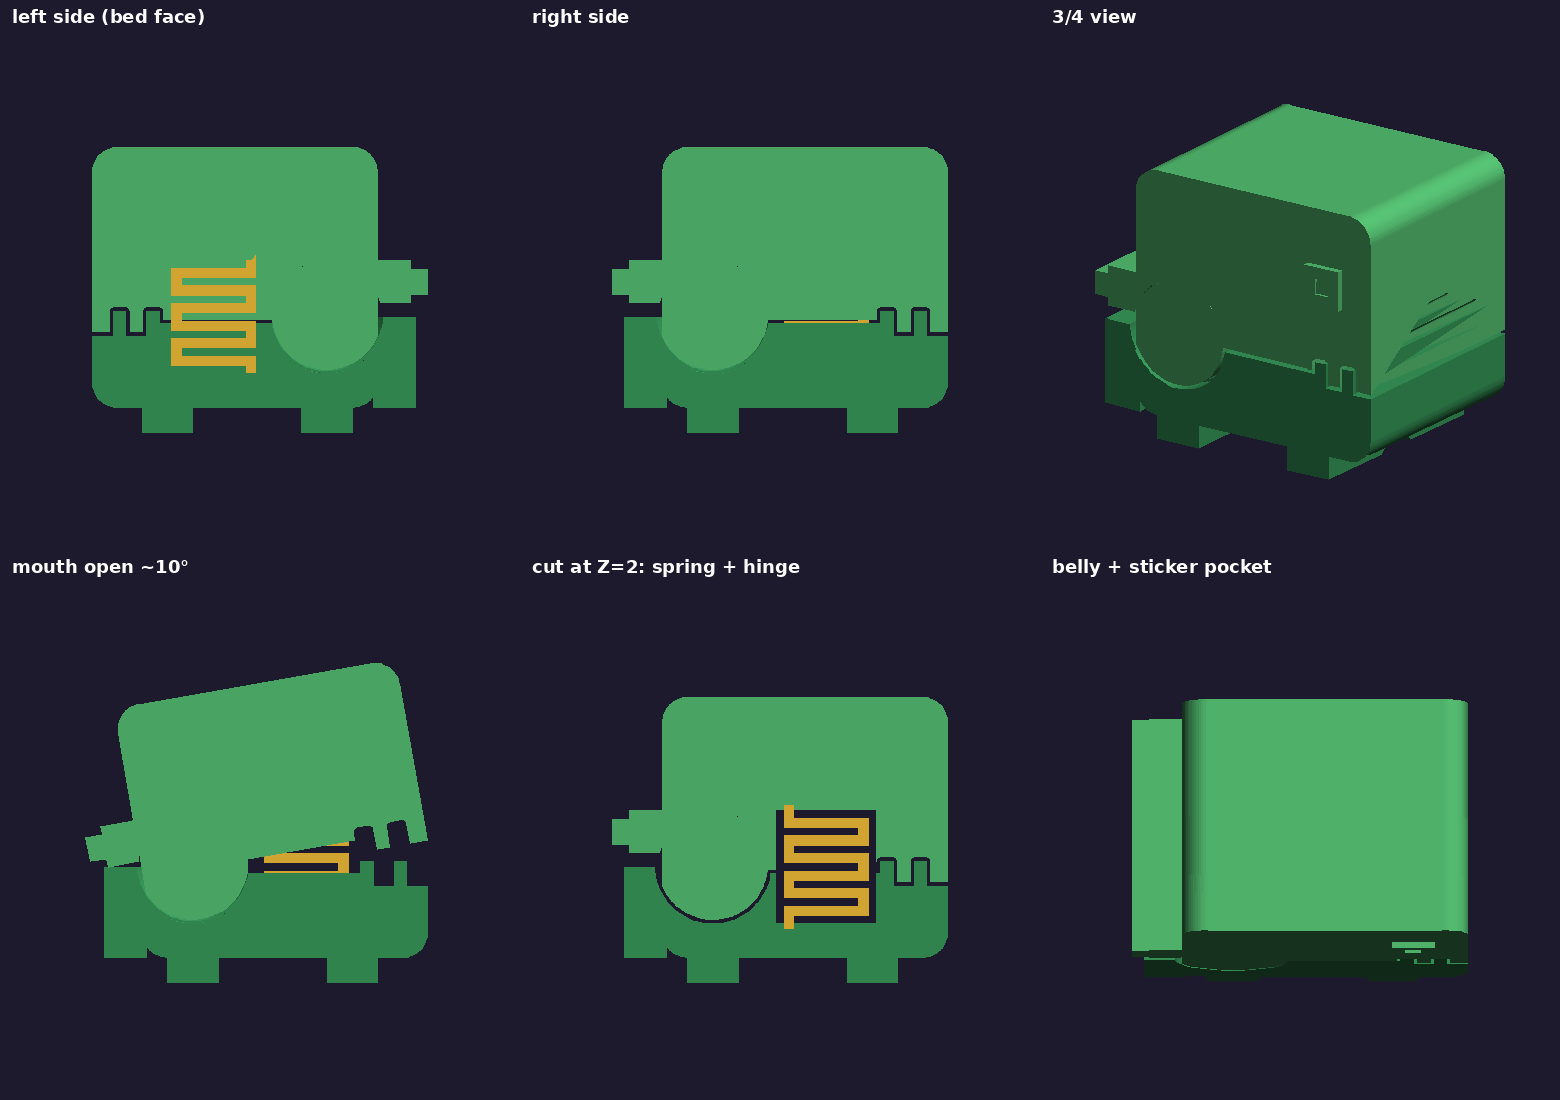 left side (bed face)
right side
3/4 view
mouth open ~10°
cut at Z=2: spring + hinge
belly + sticker pocket